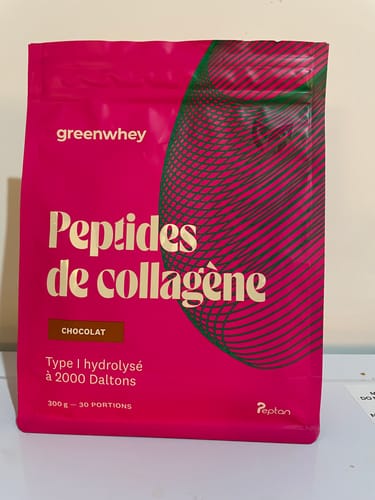 greenwhey
Peptides
de collagène
CHOCOLAT
Type I hydrolysé
à 2000 Daltons
300 g — 30 PORTIONS
Peptan